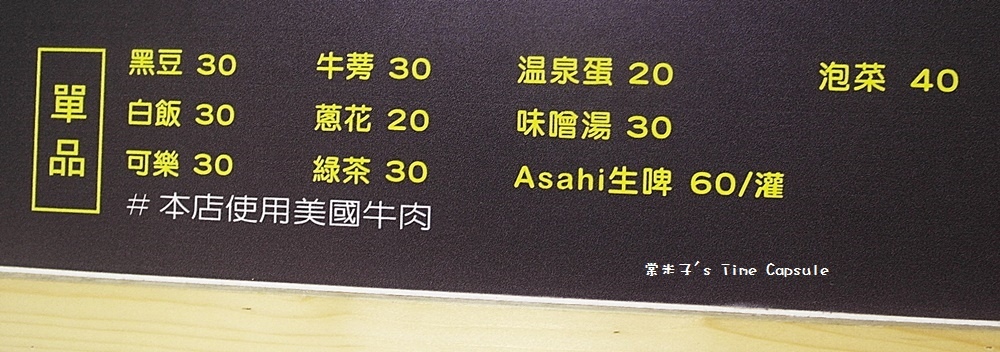 單品
黑豆 30 牛蒡 30 温泉蛋 20 泡菜 40
白飯 30 蔥花 20 味噌湯 30
可樂 30 綠茶 30 Asahi生啤 60/灌
#本店使用美國牛肉
棠米子's Time Capsule